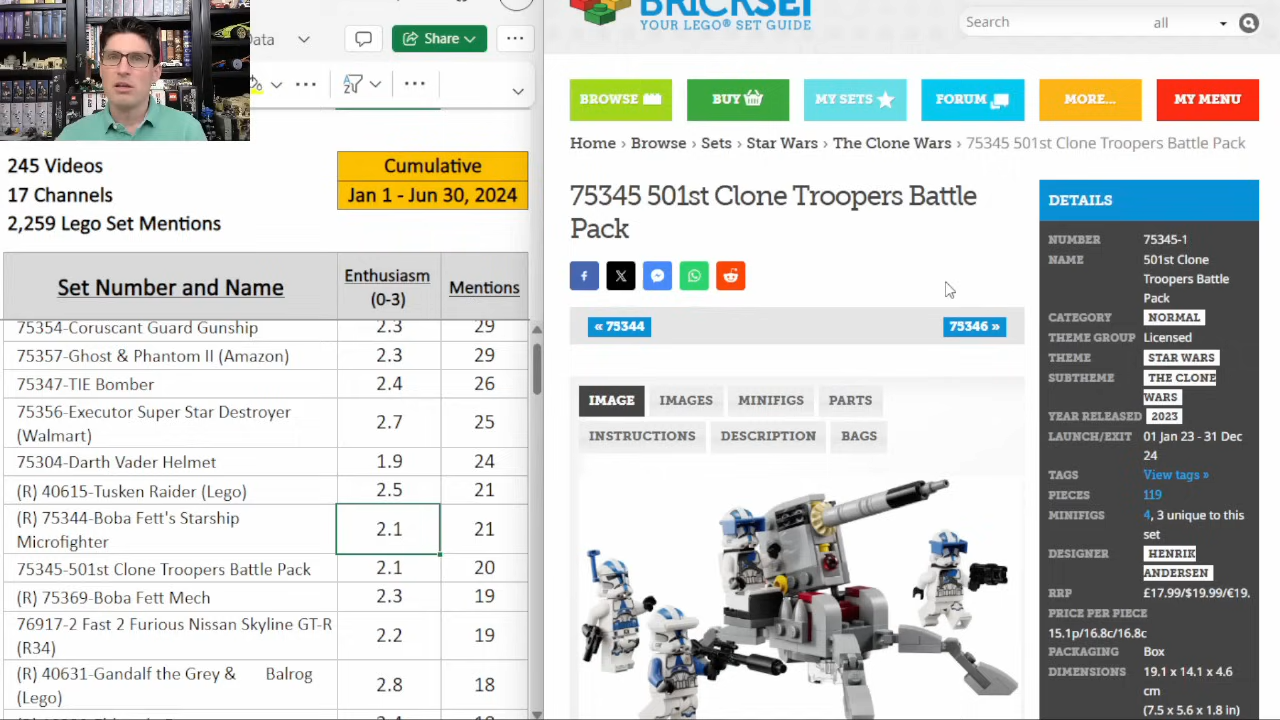 Data
Share
245 Videos
17 Channels
2,259 Lego Set Mentions
Cumulative
Jan 1 - Jun 30, 2024
Set Number and Name
Enthusiasm
(0-3)
Mentions
75354-Coruscant Guard Gunship 2.3 29
75357-Ghost & Phantom II (Amazon) 2.3 29
75347-TIE Bomber 2.4 26
75356-Executor Super Star Destroyer
(Walmart) 2.7 25
75304-Darth Vader Helmet 1.9 24
(R) 40615-Tusken Raider (Lego) 2.5 21
(R) 75344-Boba Fett's Starship
Microfighter 2.1 21
75345-501st Clone Troopers Battle Pack 2.1 20
(R) 75369-Boba Fett Mech 2.3 19
76917-2 Fast 2 Furious Nissan Skyline GT-R
(R34) 2.2 19
(R) 40631-Gandalf the Grey & Balrog
(Lego) 2.8 18
BRICKSET
YOUR LEGO® SET GUIDE
Search
all
BROWSE
BUY
MY SETS
FORUM
MORE...
MY MENU
Home › Browse › Sets › Star Wars › The Clone Wars › 75345 501st Clone Troopers Battle Pack
75345 501st Clone Troopers Battle
Pack
« 75344
75346 »
IMAGE
IMAGES
MINIFIGS
PARTS
INSTRUCTIONS
DESCRIPTION
BAGS
DETAILS
NUMBER 75345-1
NAME 501st Clone
Troopers Battle
Pack
CATEGORY NORMAL
THEME GROUP Licensed
THEME STAR WARS
SUBTHEME THE CLONE
WARS
YEAR RELEASED 2023
LAUNCH/EXIT 01 Jan 23 - 31 Dec
24
TAGS View tags »
PIECES 119
MINIFIGS 4, 3 unique to this
set
DESIGNER HENRIK
ANDERSEN
RRP £17.99/$19.99/€19.
PRICE PER PIECE
15.1p/16.8c/16.8c
PACKAGING Box
DIMENSIONS 19.1 x 14.1 x 4.6
cm
(7.5 x 5.6 x 1.8 in)